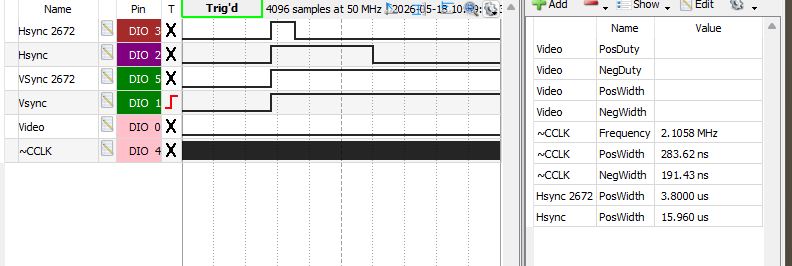 Name Pin T Trig'd 4096 samples at 50 MHz
Hsync 2672 DIO 3 X
Hsync DIO 2 X
VSync 2672 DIO 5 X
Vsync DIO 1
Video DIO 0 X
~CCLK DIO 4 X
Add Show Edit
Name Value
Video PosDuty
Video NegDuty
Video PosWidth
Video NegWidth
~CCLK Frequency 2.1058 MHz
~CCLK PosWidth 283.62 ns
~CCLK NegWidth 191.43 ns
Hsync 2672 PosWidth 3.8000 us
Hsync PosWidth 15.960 us